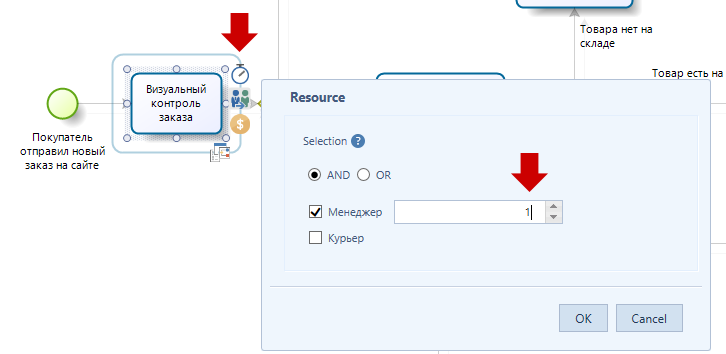 Товара нет на
складе
Товар есть на
Визуальный
контроль
заказа
$
Покупатель
отправил новый
заказ на сайте
Resource
Selection ?
AND OR
Менеджер 1
Курьер
OK Cancel